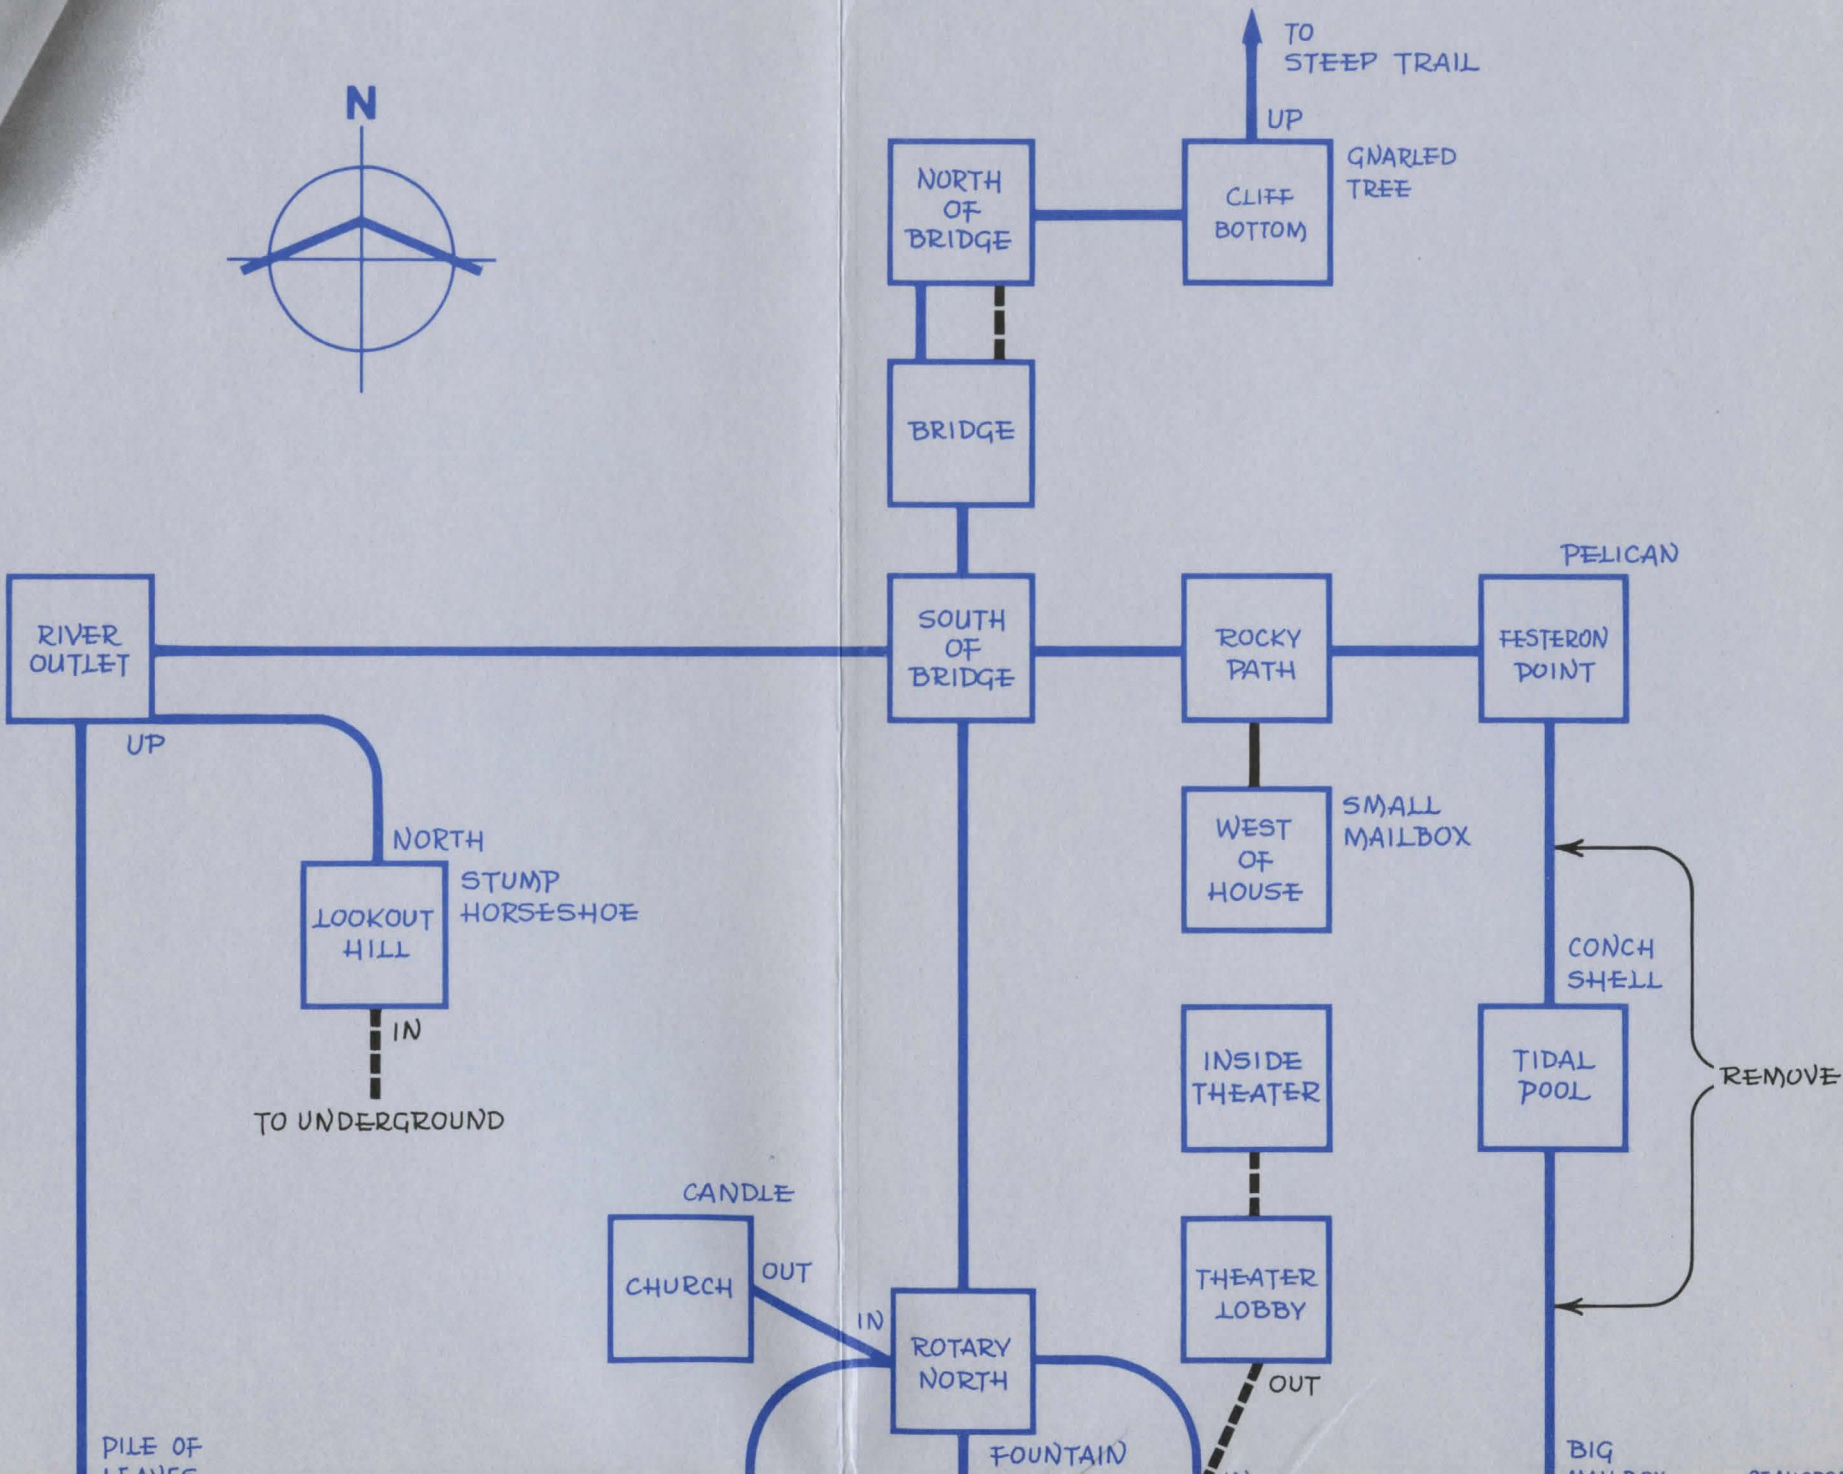 TO
STEEP TRAIL
N
UP
GNARLED
TREE
NORTH
OF
BRIDGE
CLIFF
BOTTOM
BRIDGE
PELICAN
RIVER
OUTLET
SOUTH
OF
BRIDGE
ROCKY
PATH
FESTERON
POINT
UP
SMALL
MAILBOX
WEST
OF
HOUSE
NORTH
STUMP
HORSESHOE
LOOKOUT
HILL
CONCH
SHELL
IN
INSIDE
THEATER
TIDAL
POOL
REMOVE
TO UNDERGROUND
CANDLE
CHURCH
OUT
IN
THEATER
LOBBY
ROTARY
NORTH
OUT
PILE OF
LEAVES
FOUNTAIN
BIG
MAILBOX